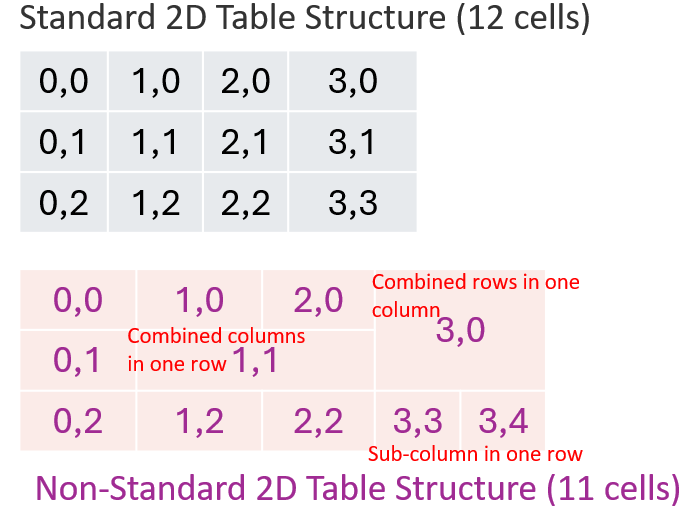 Standard 2D Table Structure (12 cells)
0,0 1,0 2,0 3,0
0,1 1,1 2,1 3,1
0,2 1,2 2,2 3,3
0,0 1,0 2,0
Combined rows in one
column
3,0
Combined columns
in one row
0,1 1,1
0,2 1,2 2,2 3,3 3,4
Sub-column in one row
Non-Standard 2D Table Structure (11 cells)